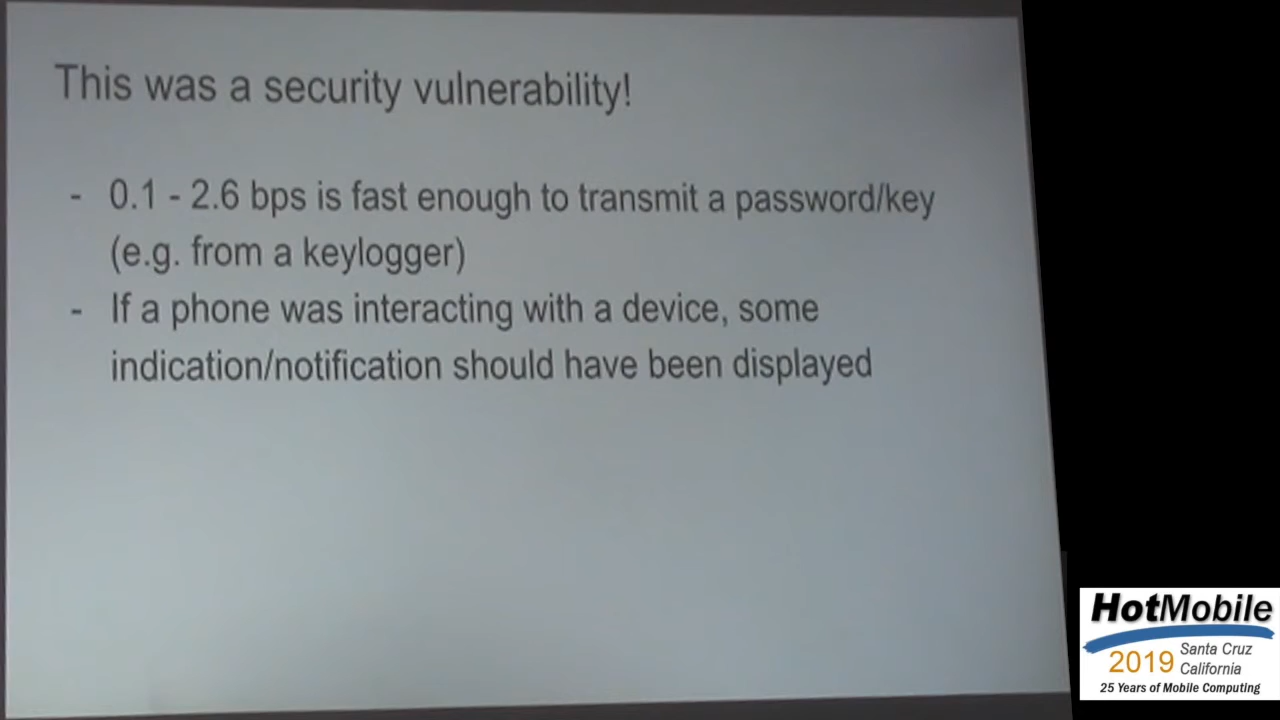 This was a security vulnerability!
- 0.1 - 2.6 bps is fast enough to transmit a password/key
(e.g. from a keylogger)
- If a phone was interacting with a device, some
indication/notification should have been displayed
HotMobile
2019 Santa Cruz
California
25 Years of Mobile Computing